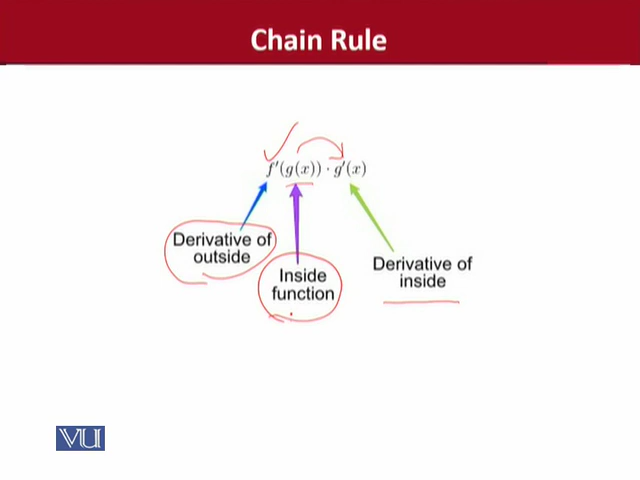 Chain Rule
f′(g(x)) · g′(x)
Derivative of
outside
Inside
function
Derivative of
inside
VU